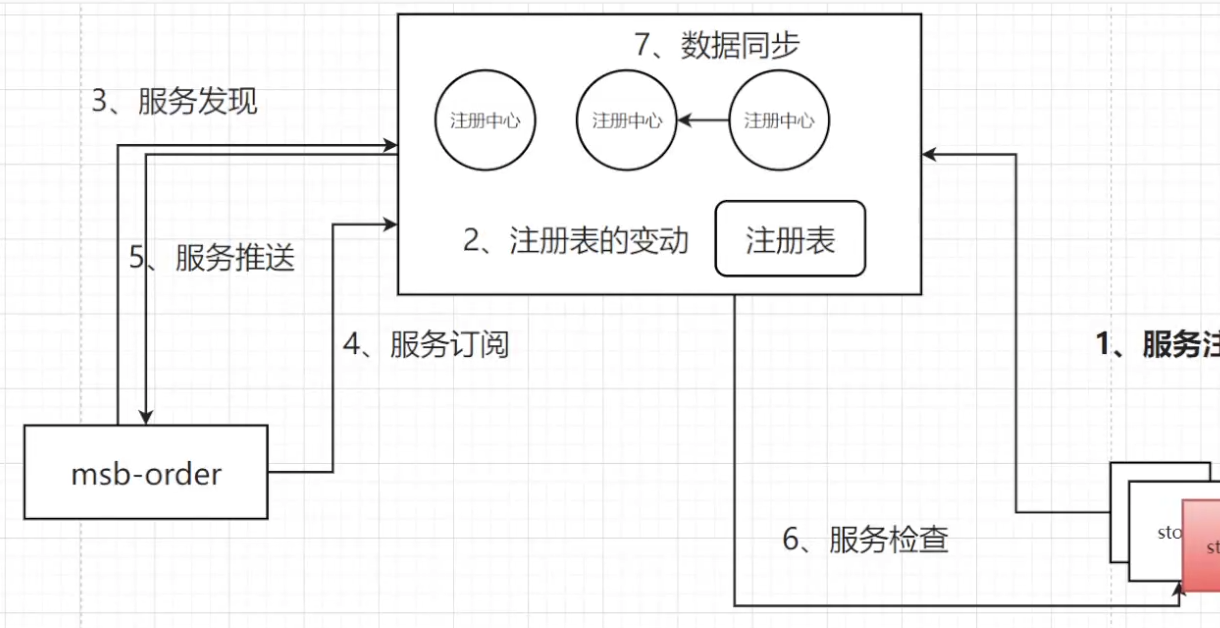 7、数据同步
3、服务发现
注册中心
注册中心
注册中心
2、注册表的变动
注册表
5、服务推送
4、服务订阅
1、服务
msb-order
6、服务检查
sto
st